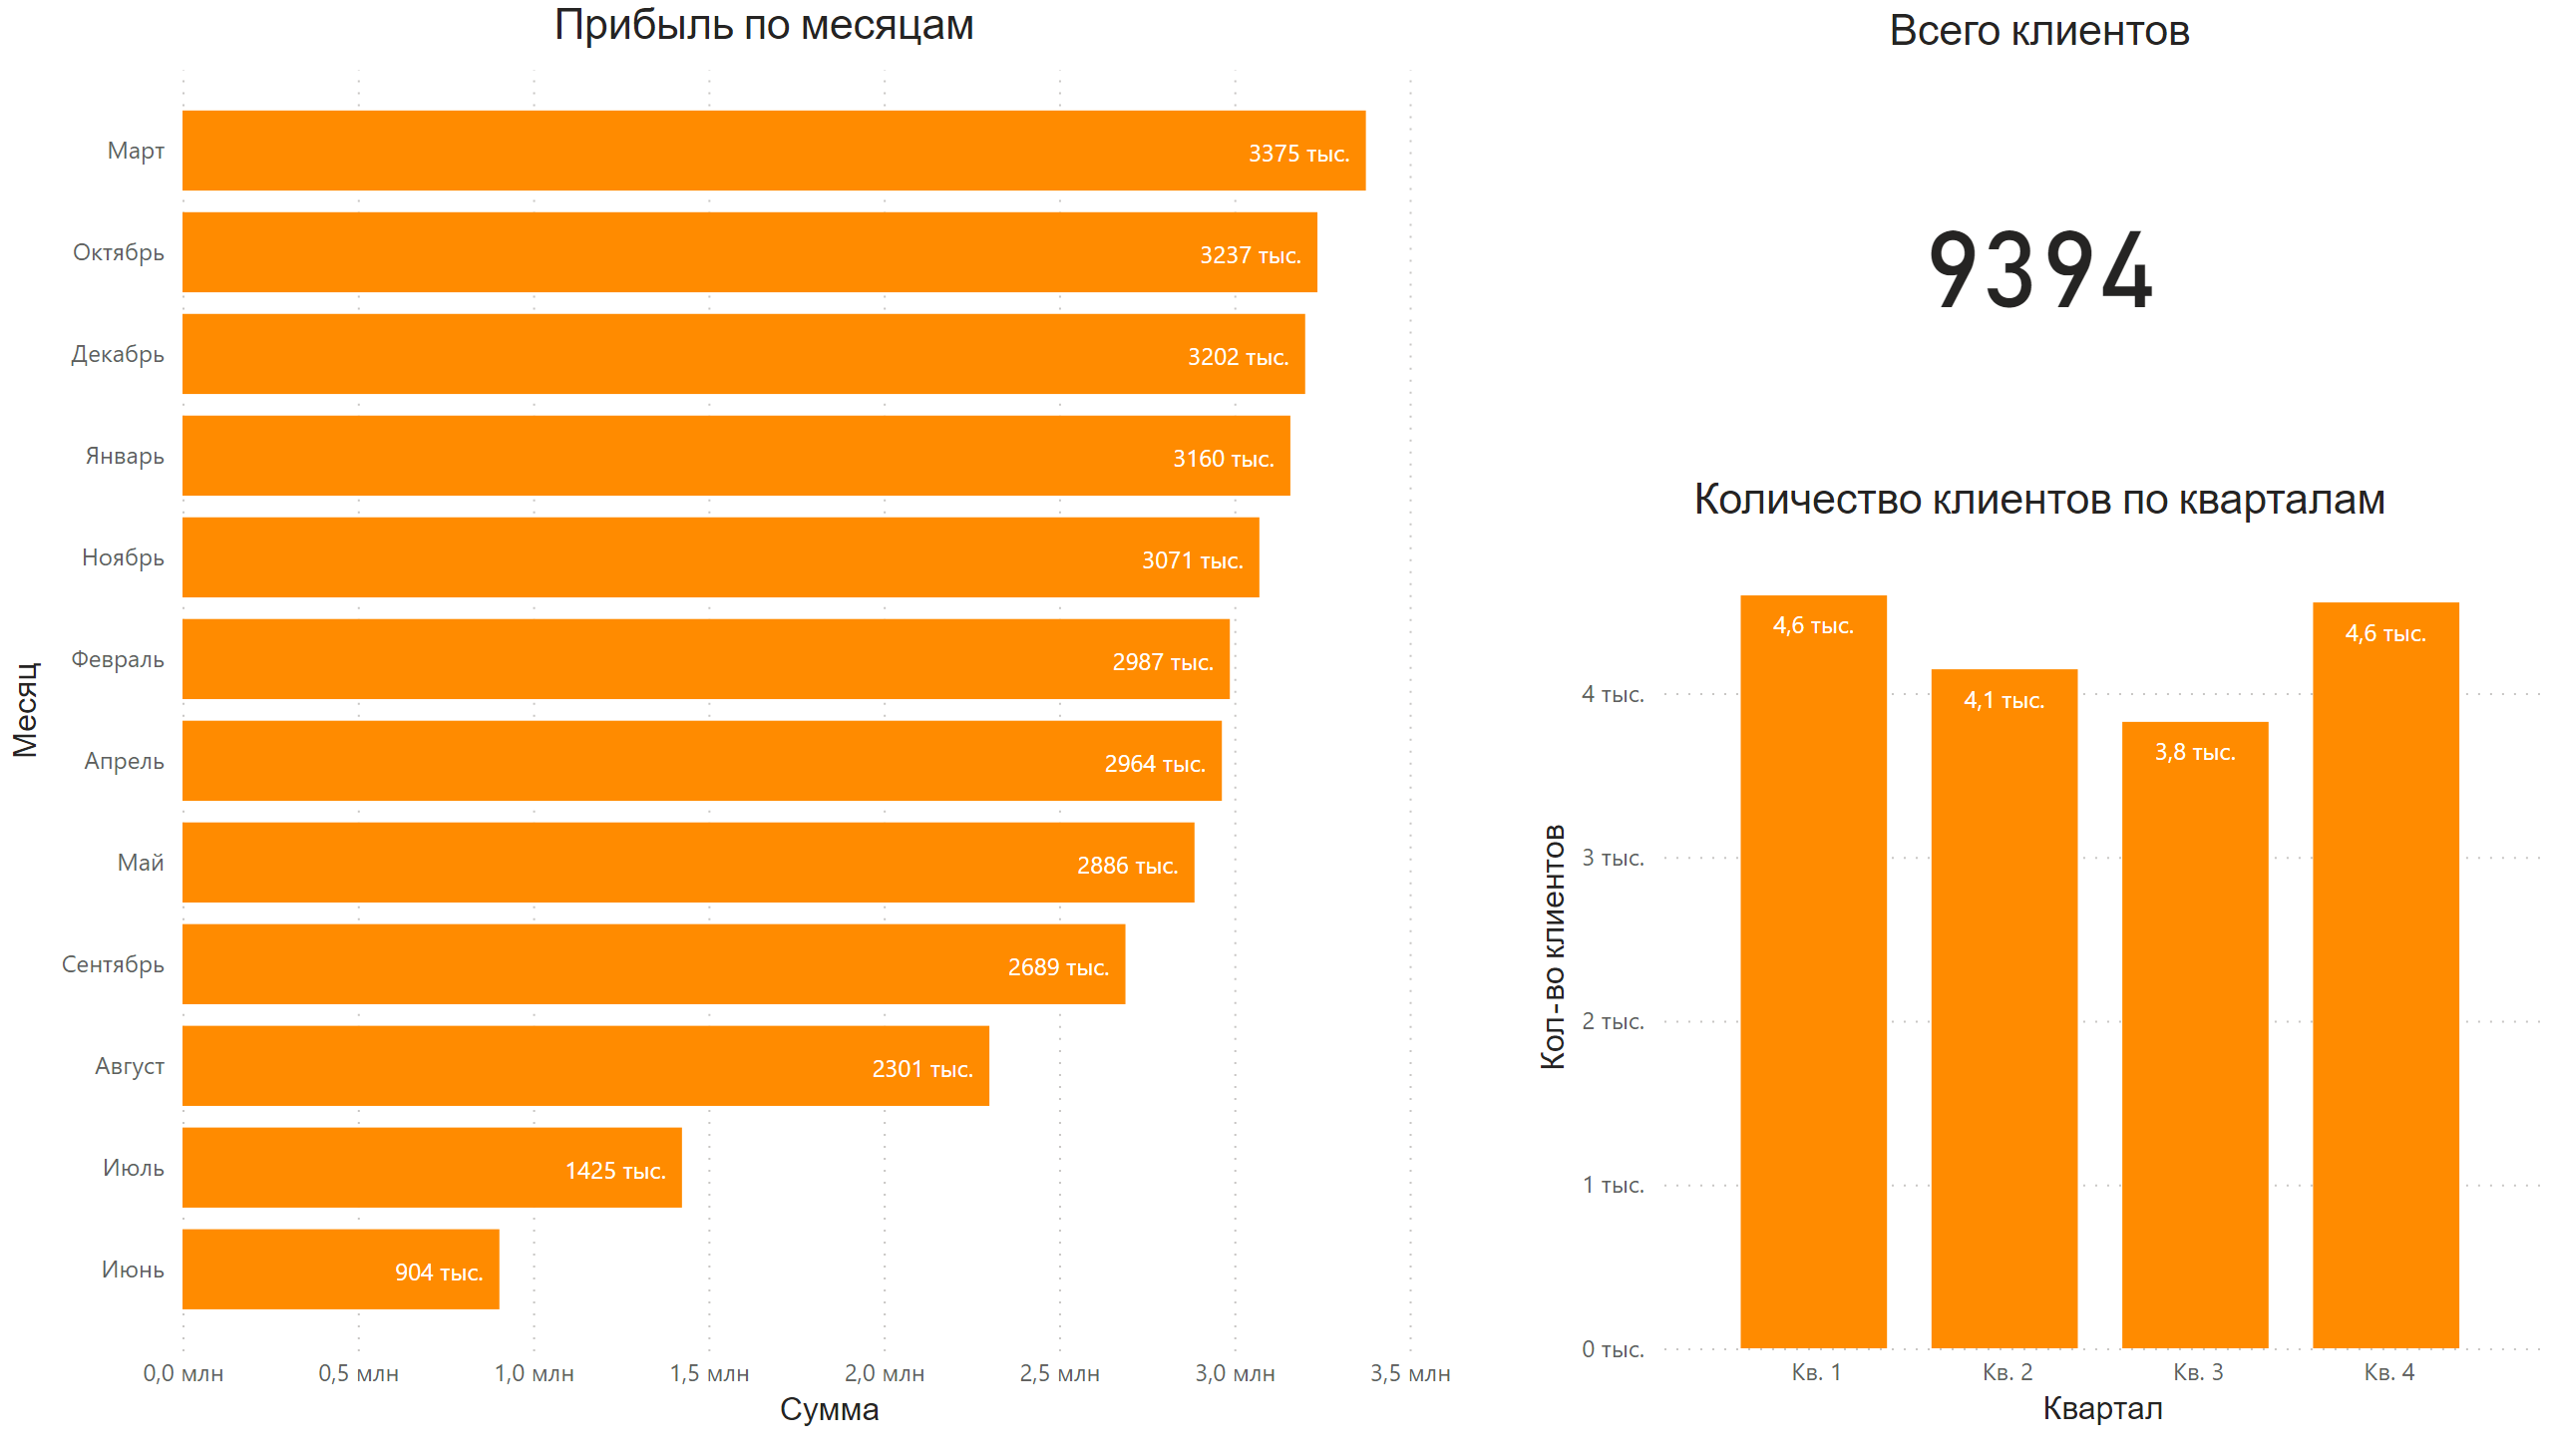 Прибыль по месяцам
Месяц
Март 3375 тыс.
Октябрь 3237 тыс.
Декабрь 3202 тыс.
Январь 3160 тыс.
Ноябрь 3071 тыс.
Февраль 2987 тыс.
Апрель 2964 тыс.
Май 2886 тыс.
Сентябрь 2689 тыс.
Август 2301 тыс.
Июль 1425 тыс.
Июнь 904 тыс.
0,0 млн 0,5 млн 1,0 млн 1,5 млн 2,0 млн 2,5 млн 3,0 млн 3,5 млн
Сумма
Всего клиентов
9394
Количество клиентов по кварталам
Кол-во клиентов
4 тыс.
3 тыс.
2 тыс.
1 тыс.
0 тыс.
4,6 тыс. 4,1 тыс. 3,8 тыс. 4,6 тыс.
Кв. 1 Кв. 2 Кв. 3 Кв. 4
Квартал